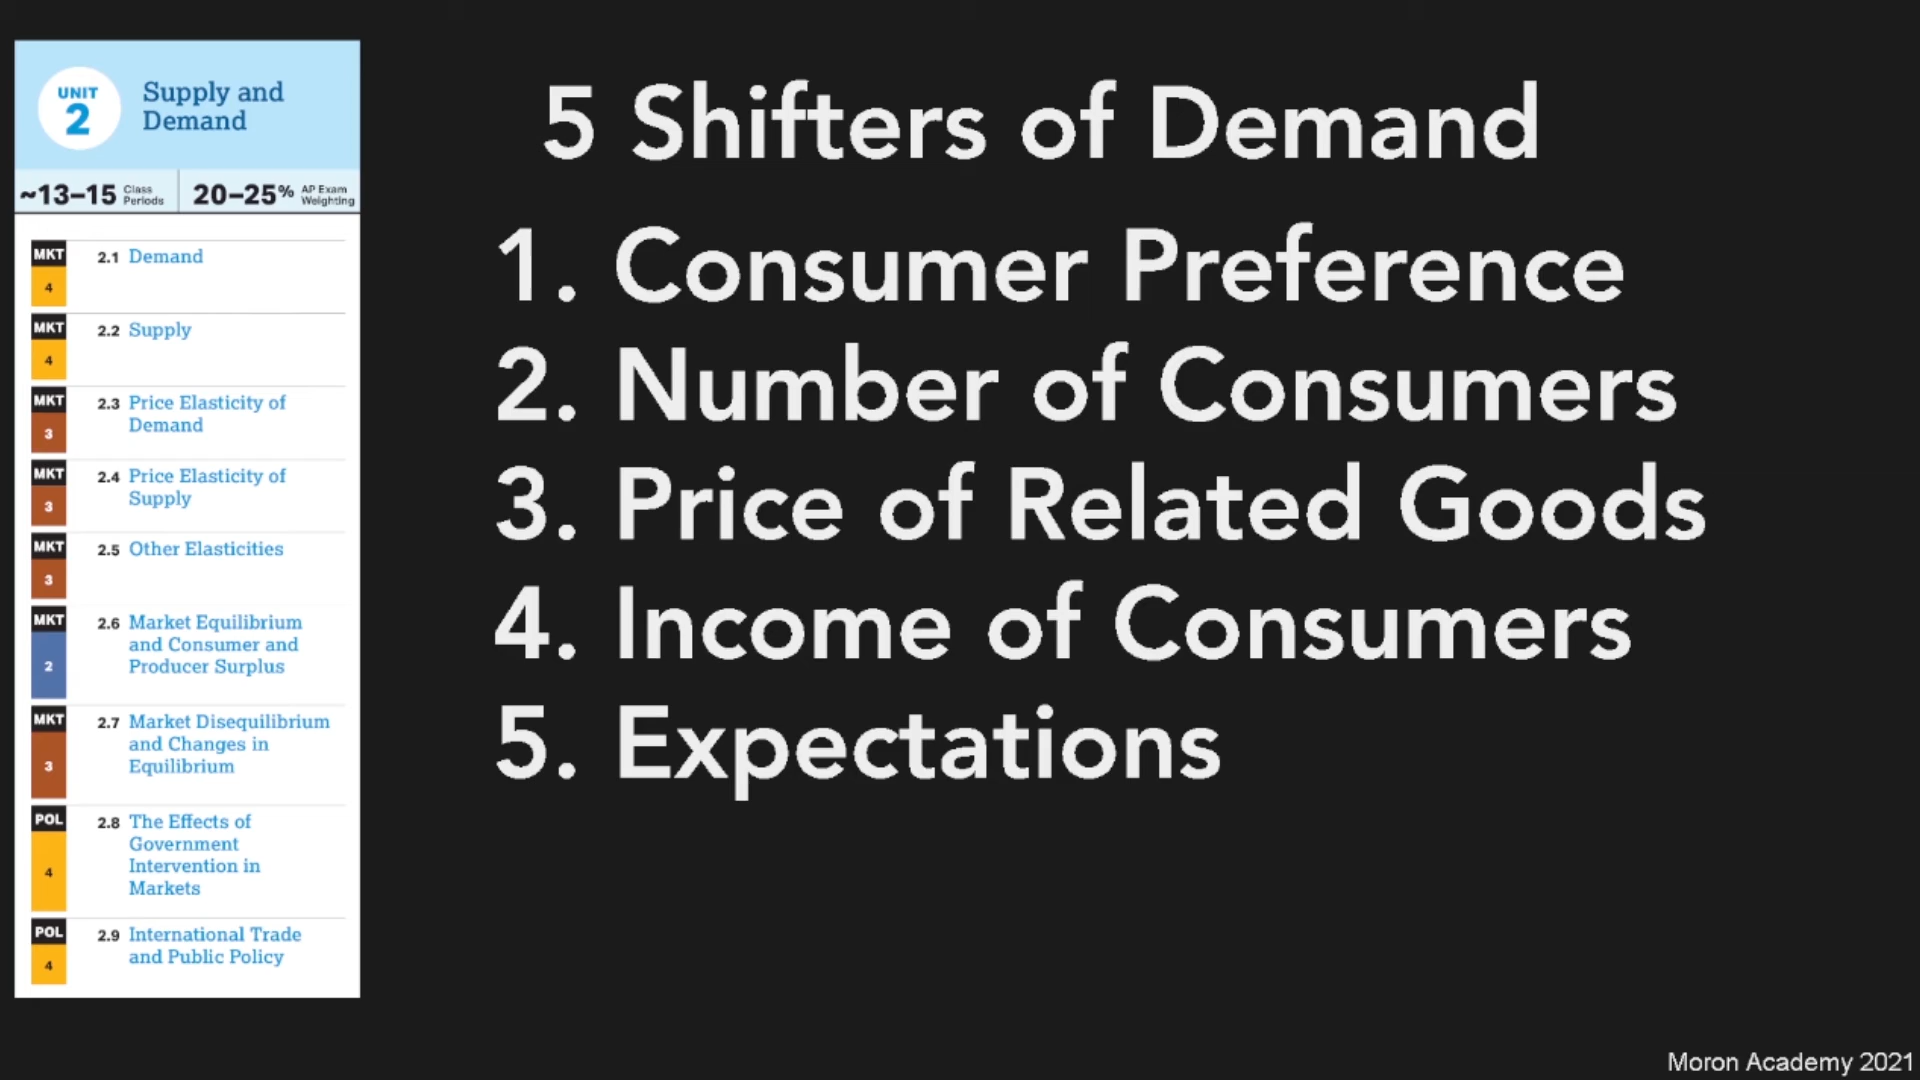 UNIT
2
Supply and
Demand
~13–15 Class Periods
20–25% AP Exam Weighting
MKT
4
2.1 Demand
MKT
4
2.2 Supply
MKT
3
2.3 Price Elasticity of
Demand
MKT
3
2.4 Price Elasticity of
Supply
MKT
3
2.5 Other Elasticities
MKT
2
2.6 Market Equilibrium
and Consumer and
Producer Surplus
MKT
3
2.7 Market Disequilibrium
and Changes in
Equilibrium
POL
4
2.8 The Effects of
Government
Intervention in
Markets
POL
4
2.9 International Trade
and Public Policy
5 Shifters of Demand
1. Consumer Preference
2. Number of Consumers
3. Price of Related Goods
4. Income of Consumers
5. Expectations
Moron Academy 2021